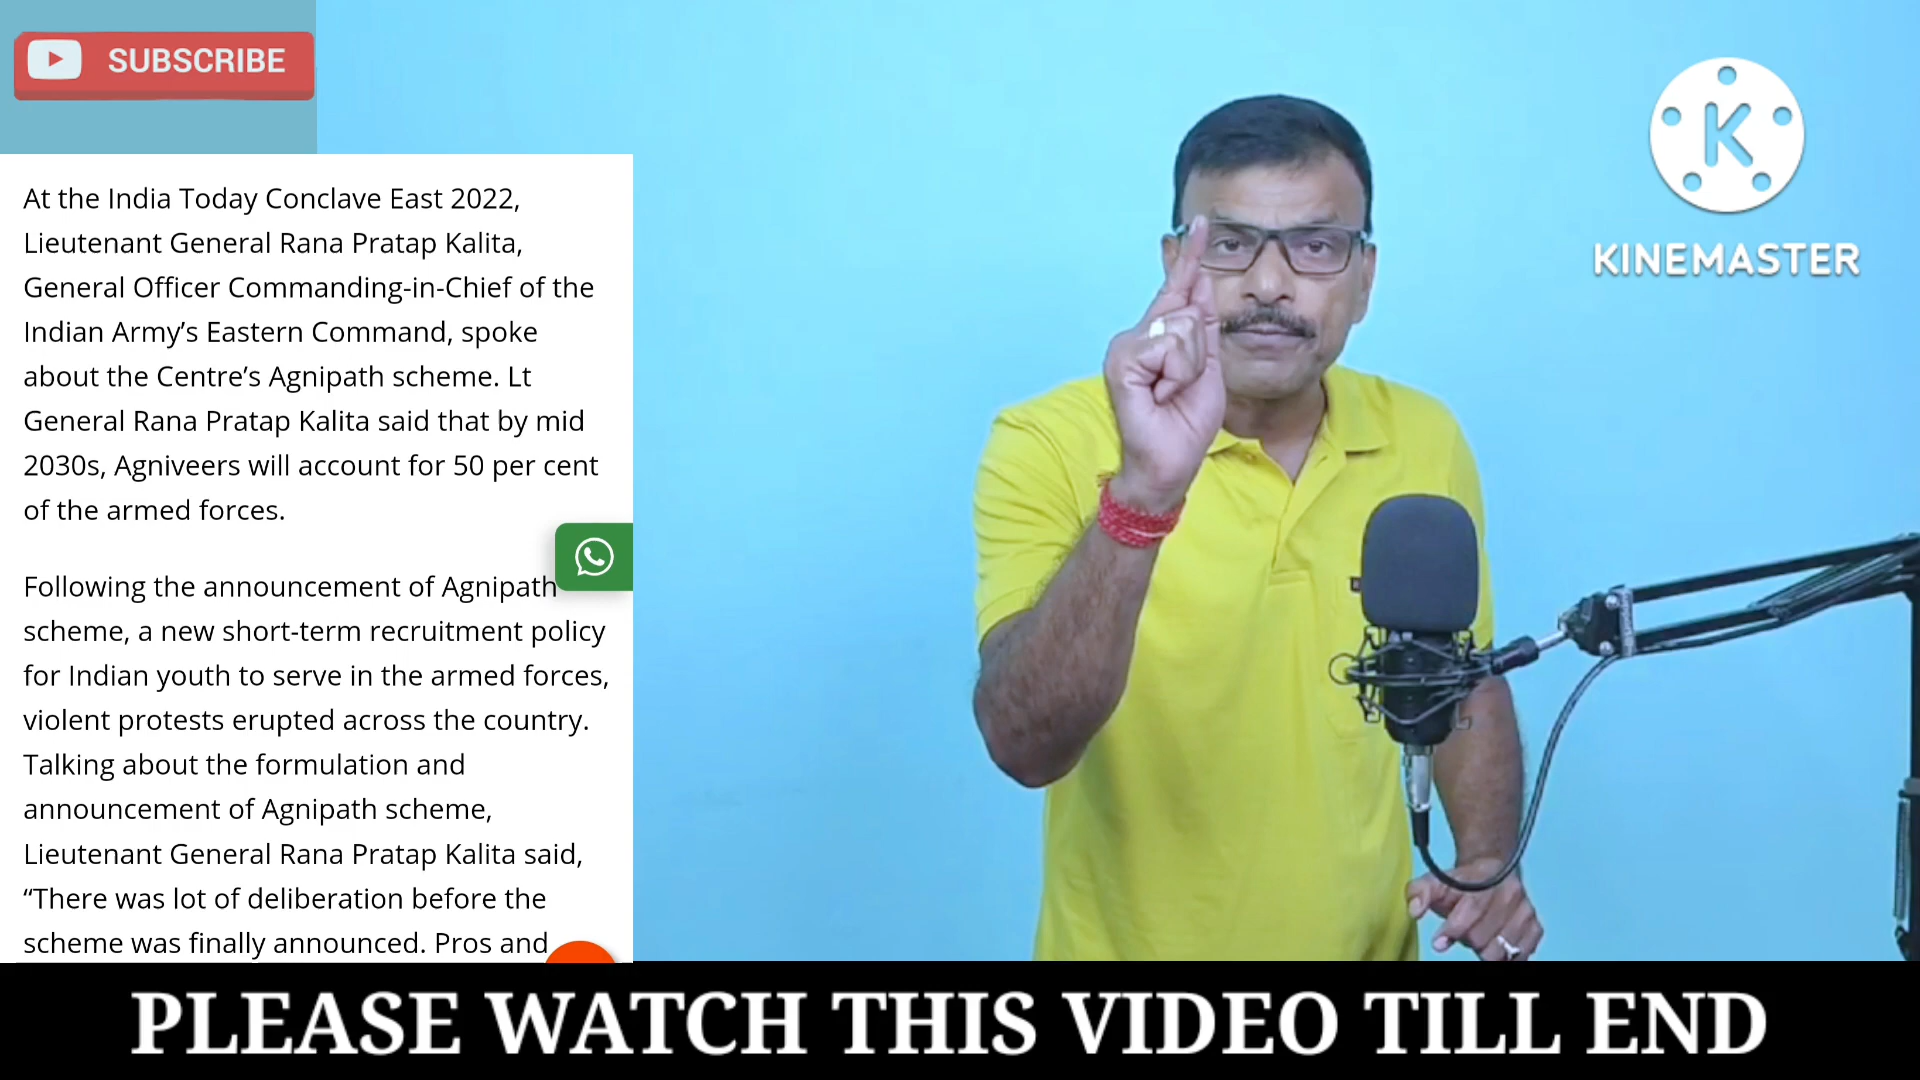 SUBSCRIBE
At the India Today Conclave East 2022,
Lieutenant General Rana Pratap Kalita,
General Officer Commanding-in-Chief of the
Indian Army’s Eastern Command, spoke
about the Centre’s Agnipath scheme. Lt
General Rana Pratap Kalita said that by mid
2030s, Agniveers will account for 50 per cent
of the armed forces.
Following the announcement of Agnipath
scheme, a new short-term recruitment policy
for Indian youth to serve in the armed forces,
violent protests erupted across the country.
Talking about the formulation and
announcement of Agnipath scheme,
Lieutenant General Rana Pratap Kalita said,
“There was lot of deliberation before the
scheme was finally announced. Pros and
K
KINEMASTER
PLEASE WATCH THIS VIDEO TILL END